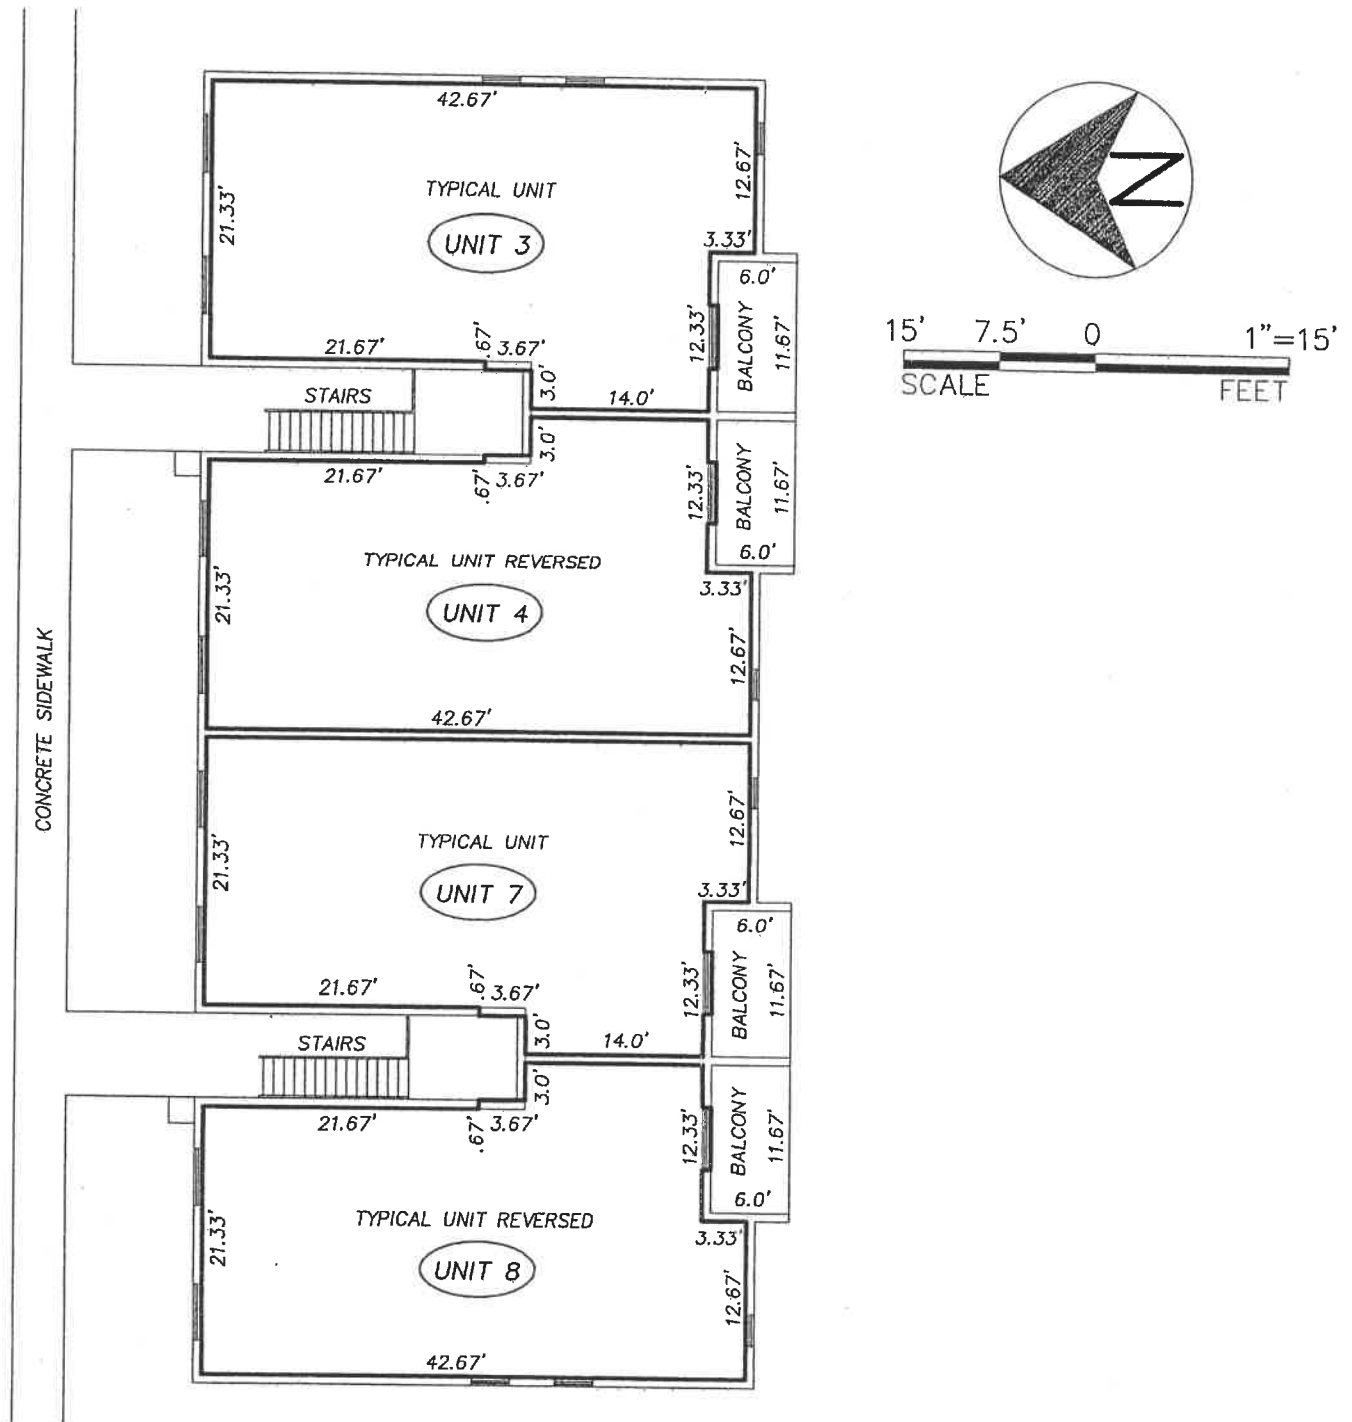 42.67'
12.67'
TYPICAL UNIT
UNIT 3
21.33'
3.33'
6.0'
BALCONY
11.67'
12.33'
21.67'
.67'
3.67'
3.0'
14.0'
STAIRS
3.0'
21.67'
.67'
3.67'
12.33'
BALCONY
11.67'
6.0'
3.33'
TYPICAL UNIT REVERSED
UNIT 4
21.33'
12.67'
42.67'
CONCRETE SIDEWALK
TYPICAL UNIT
UNIT 7
21.33'
12.67'
3.33'
6.0'
BALCONY
11.67'
12.33'
21.67'
.67'
3.67'
3.0'
14.0'
STAIRS
3.0'
21.67'
.67'
3.67'
12.33'
BALCONY
11.67'
6.0'
3.33'
TYPICAL UNIT REVERSED
UNIT 8
21.33'
12.67'
42.67'
N
15' 7.5' 0 1"=15'
SCALE FEET